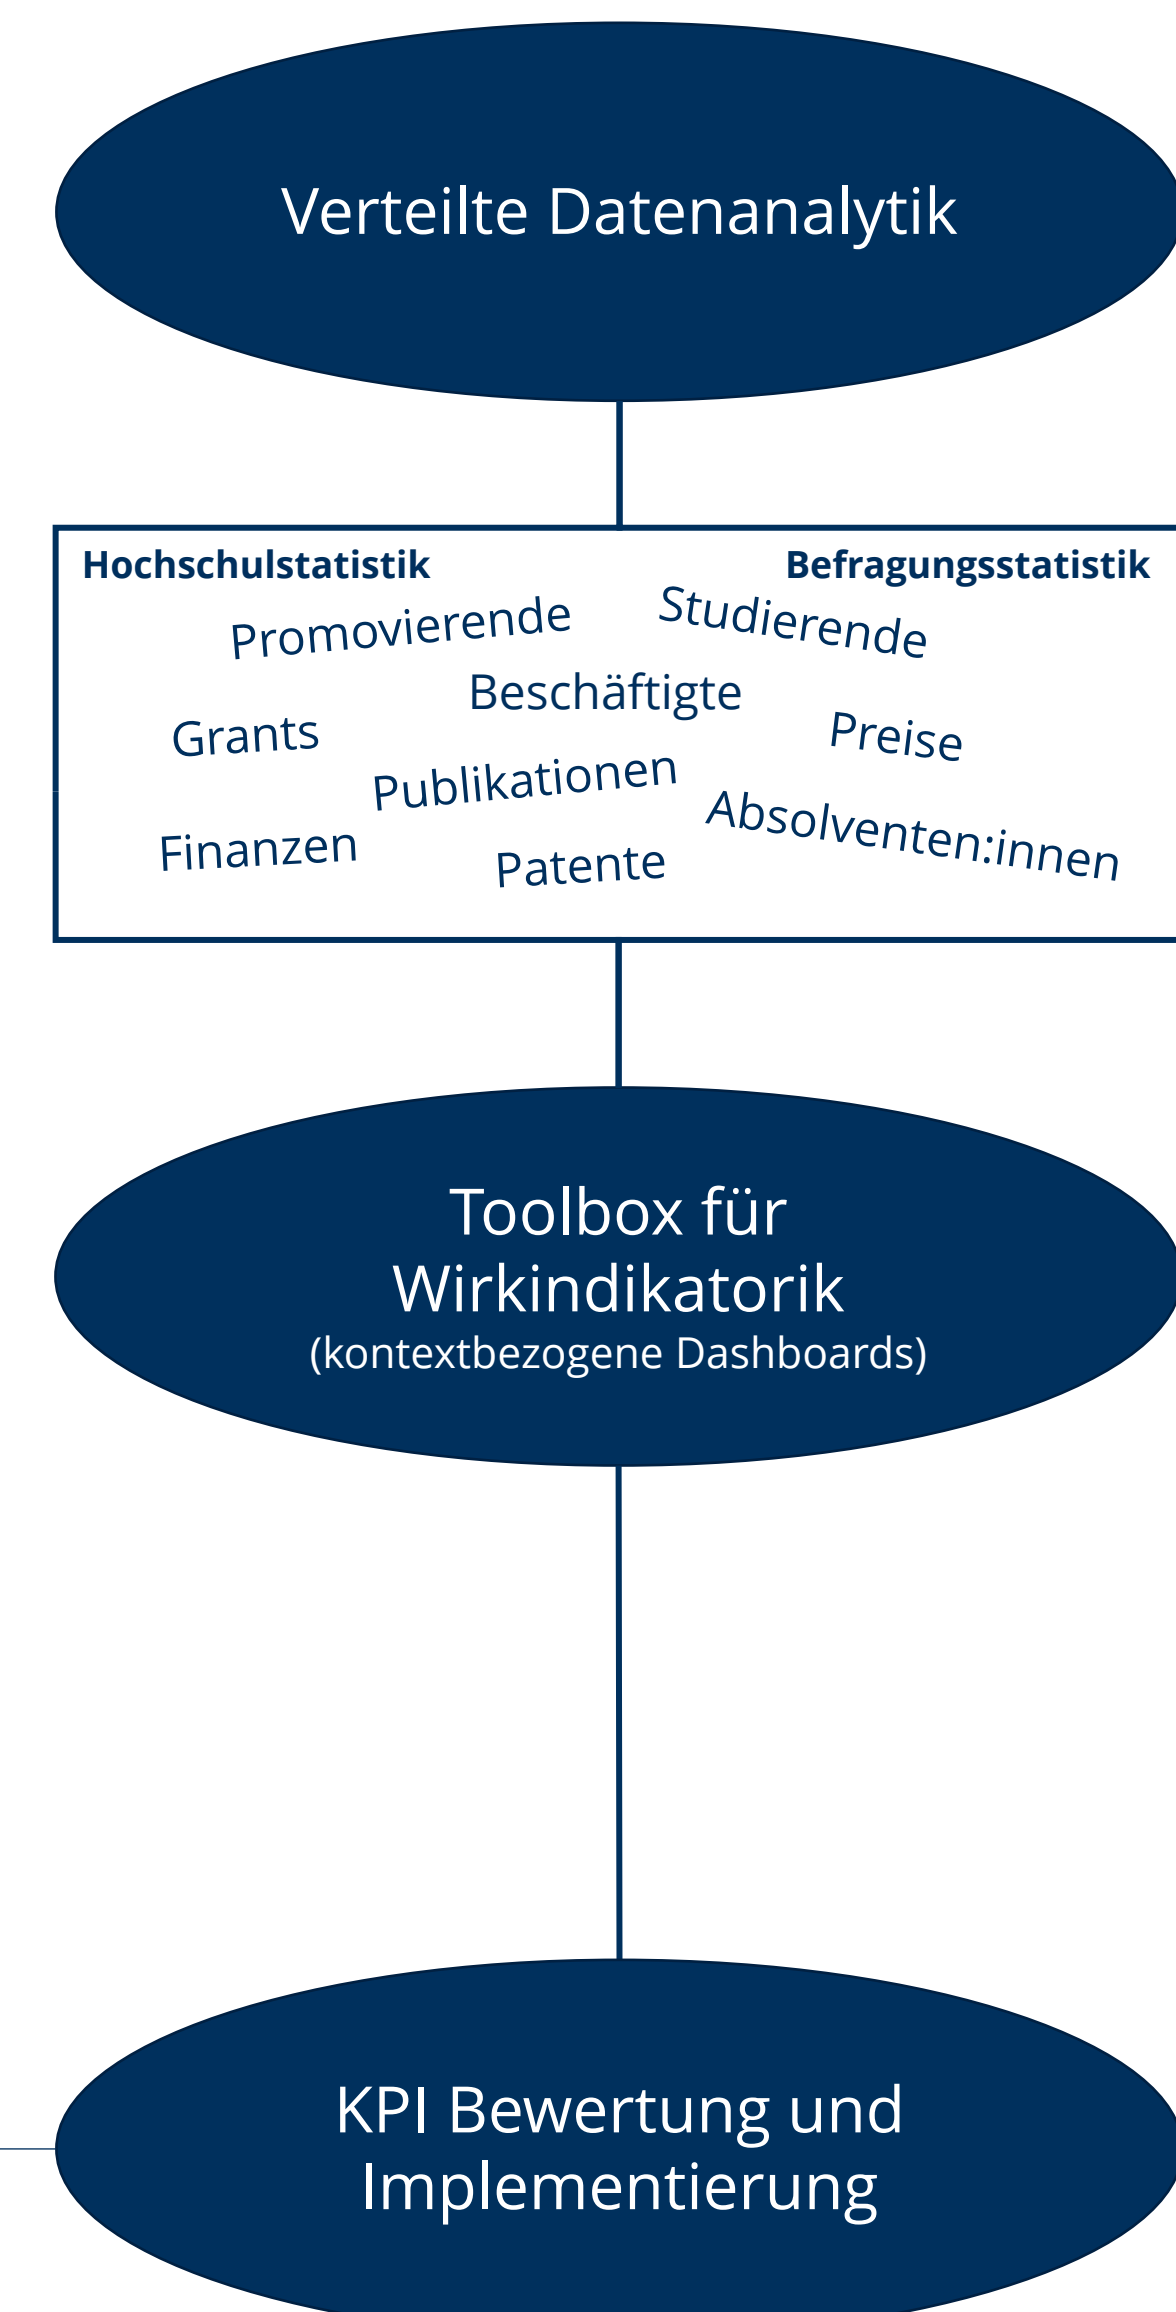 Verteilte Datenanalytik
Hochschulstatistik
Befragungsstatistik
Promovierende
Studierende
Beschäftigte
Grants
Preise
Publikationen
Absolventen:innen
Finanzen
Patente
Toolbox für
Wirkindikatorik
(kontextbezogene Dashboards)
KPI Bewertung und
Implementierung